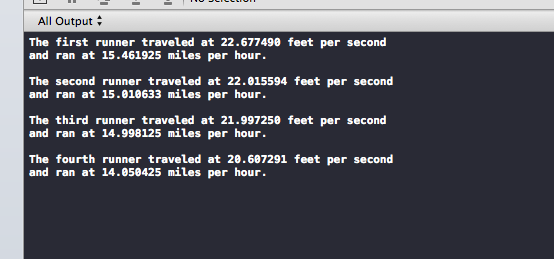 No Selection
All Output
The first runner traveled at 22.677490 feet per second
and ran at 15.461925 miles per hour.
The second runner traveled at 22.015594 feet per second
and ran at 15.010633 miles per hour.
The third runner traveled at 21.997250 feet per second
and ran at 14.998125 miles per hour.
The fourth runner traveled at 20.607291 feet per second
and ran at 14.050425 miles per hour.